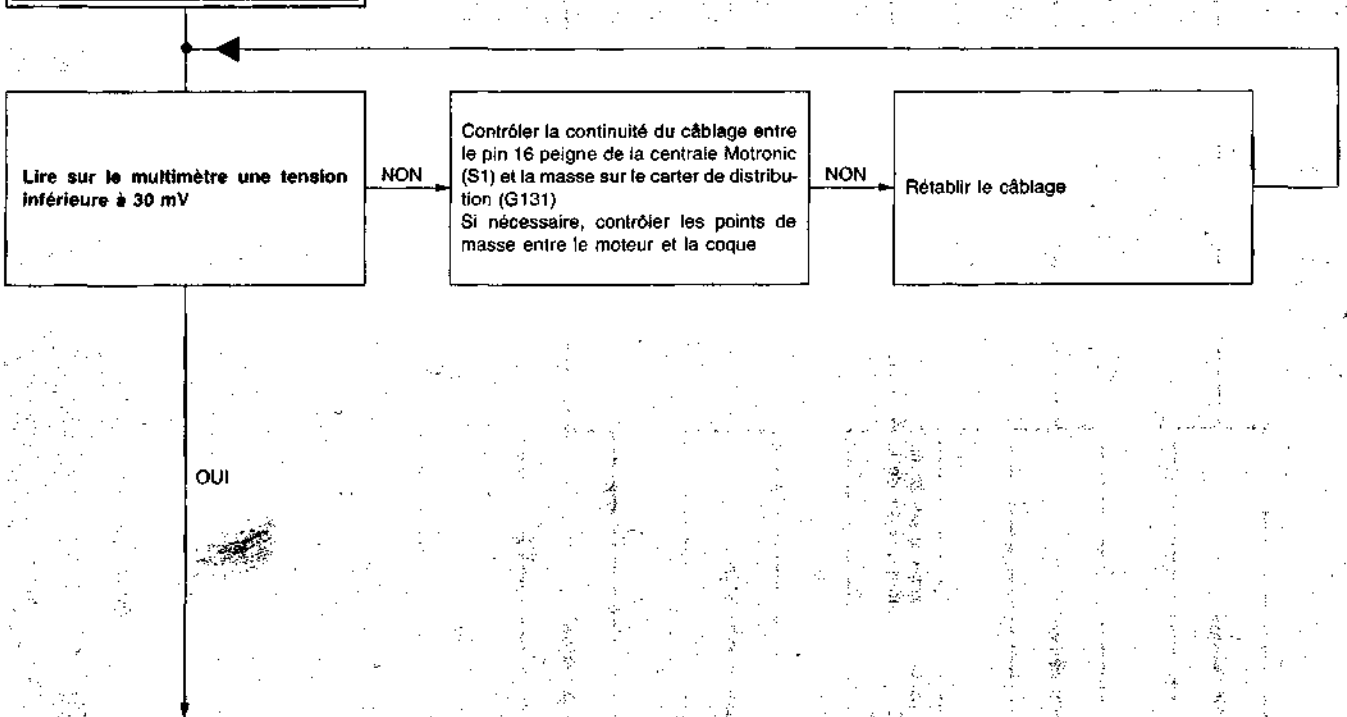 Lire sur le multimètre une tension
inférieure à 30 mV
NON
Contrôler la continuité du câblage entre
le pin 16 peigne de la centrale Motronic
(S1) et la masse sur le carter de distribu-
tion (G131)
Si nécessaire, contrôler les points de
masse entre le moteur et la coque
NON
Rétablir le câblage
OUI